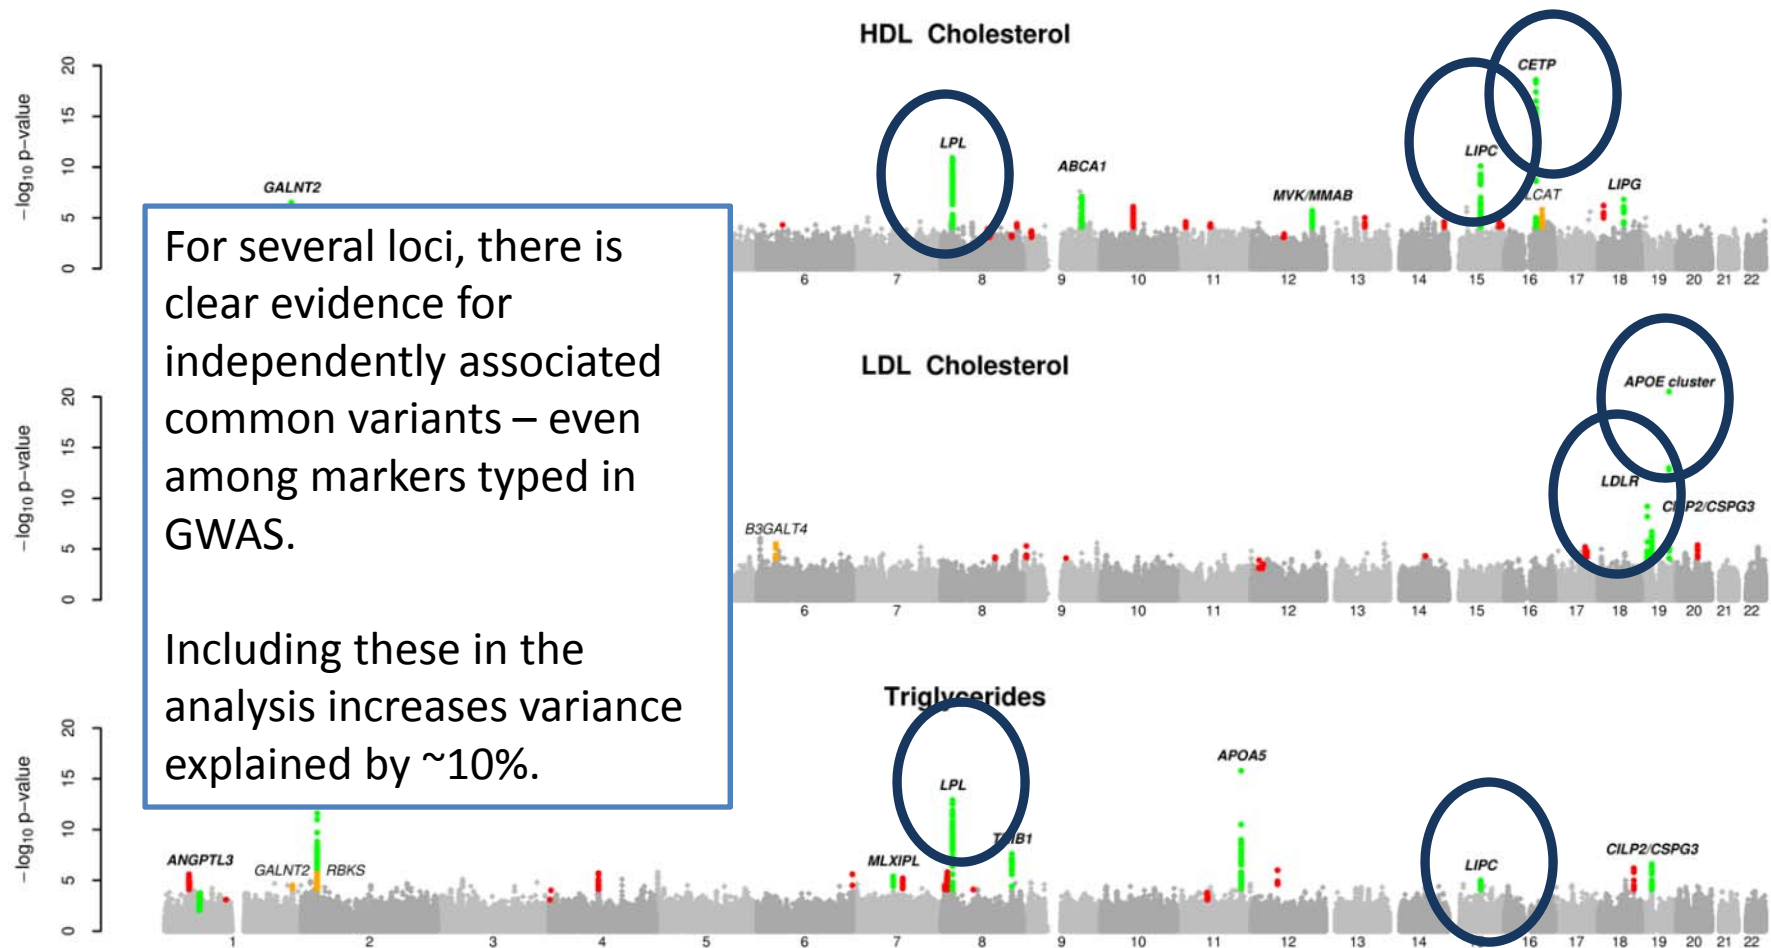 HDL Cholesterol
−log10 p−value
20
15
10
5
0
GALNT2
LPL
ABCA1
MVK/MMAB
LIPC
CETP
LCAT
LIPG
6 7 8 9 10 11 12 13 14 15 16 17 18 19 20 21 22
For several loci, there is
clear evidence for
independently associated
common variants – even
among markers typed in
GWAS.
Including these in the
analysis increases variance
explained by ~10%.
LDL Cholesterol
−log10 p−value
20
15
10
5
0
B3GALT4
APOE cluster
LDLR
CILP2/CSPG3
6 7 8 9 10 11 12 13 14 15 16 17 18 19 20 21 22
Triglycerides
−log10 p−value
20
15
10
5
0
ANGPTL3
GALNT2
RBKS
MLXIPL
LPL
TRIB1
APOA5
LIPC
CILP2/CSPG3
1 2 3 4 5 6 7 8 9 10 11 12 13 14 15 16 17 18 19 20 21 22